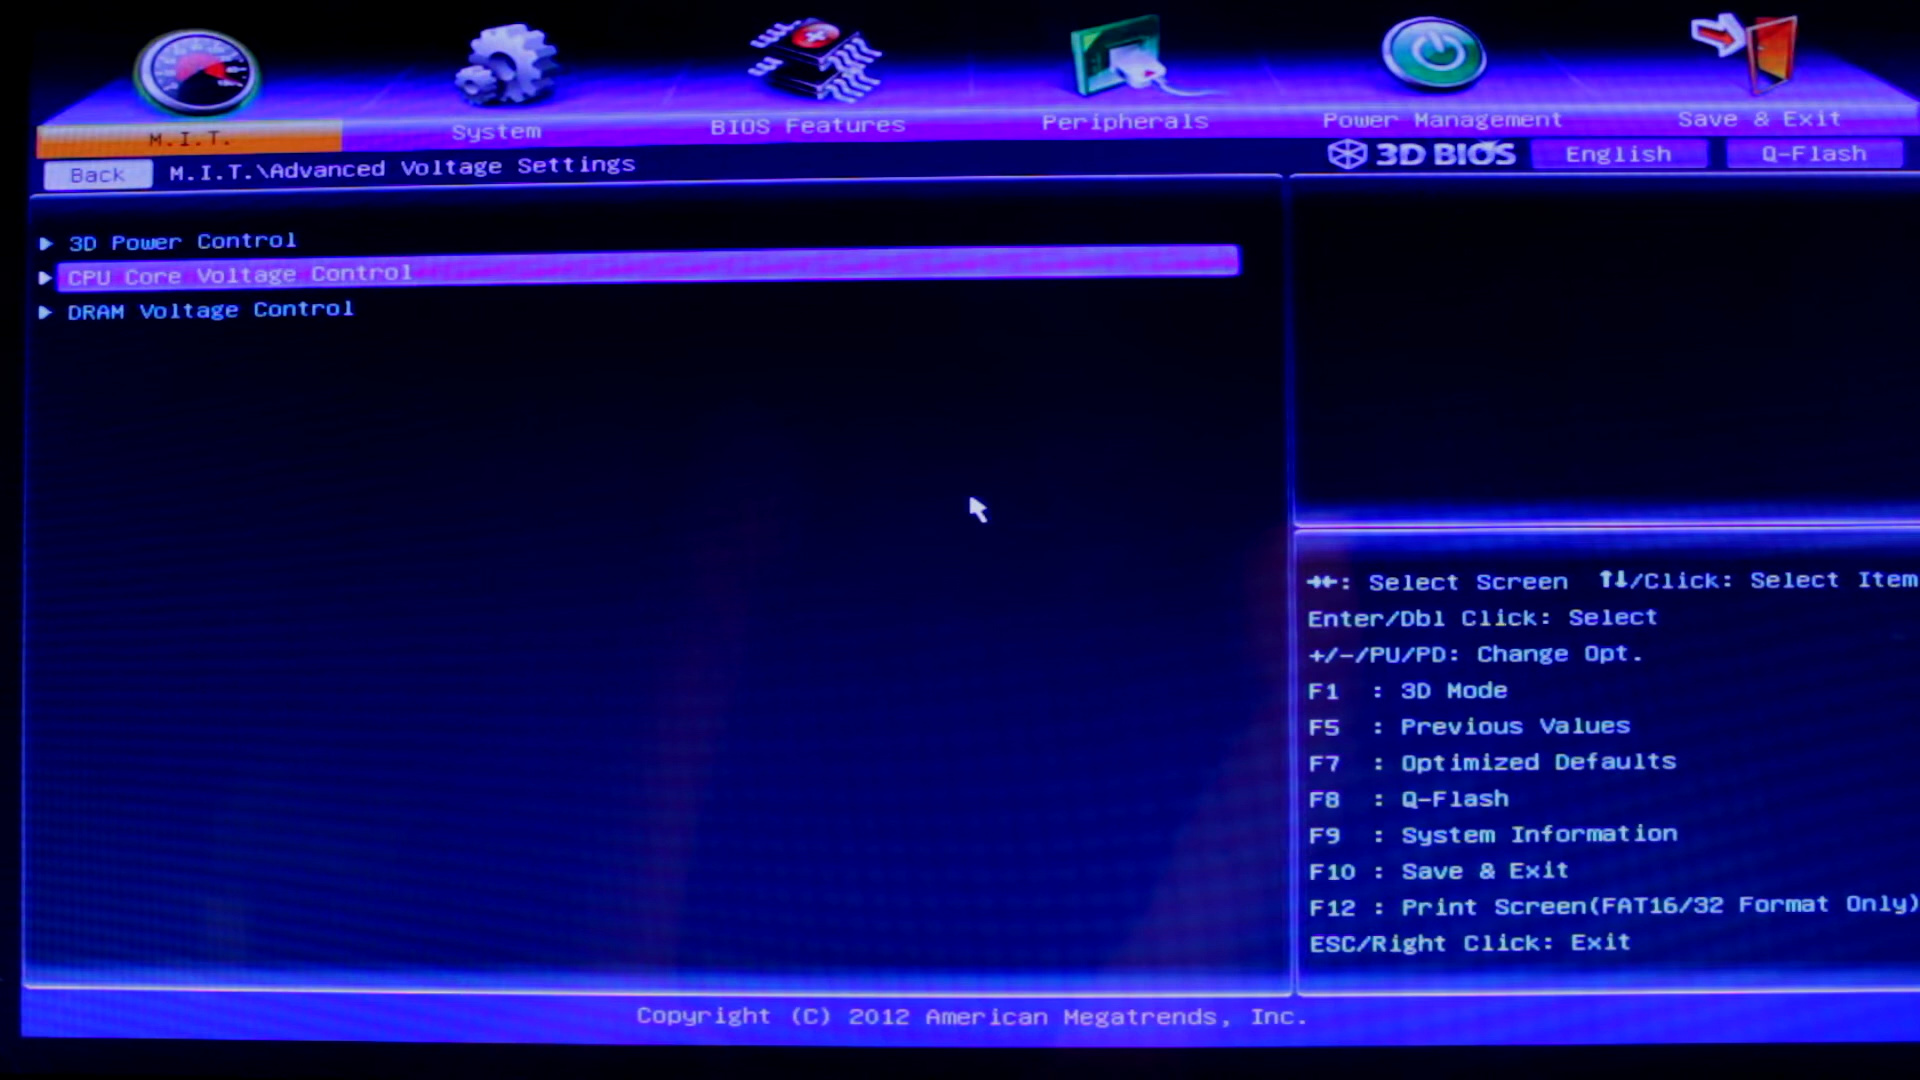 M.I.T. System BIOS Features Peripherals Power Management Save & Exit
Back M.I.T.\Advanced Voltage Settings 3D BIOS English Q-Flash
3D Power Control
CPU Core Voltage Control
DRAM Voltage Control
→←: Select Screen ↑↓/Click: Select Item
Enter/Dbl Click: Select
+/-/PU/PD: Change Opt.
F1 : 3D Mode
F5 : Previous Values
F7 : Optimized Defaults
F8 : Q-Flash
F9 : System Information
F10 : Save & Exit
F12 : Print Screen(FAT16/32 Format Only)
ESC/Right Click: Exit
Copyright (C) 2012 American Megatrends, Inc.